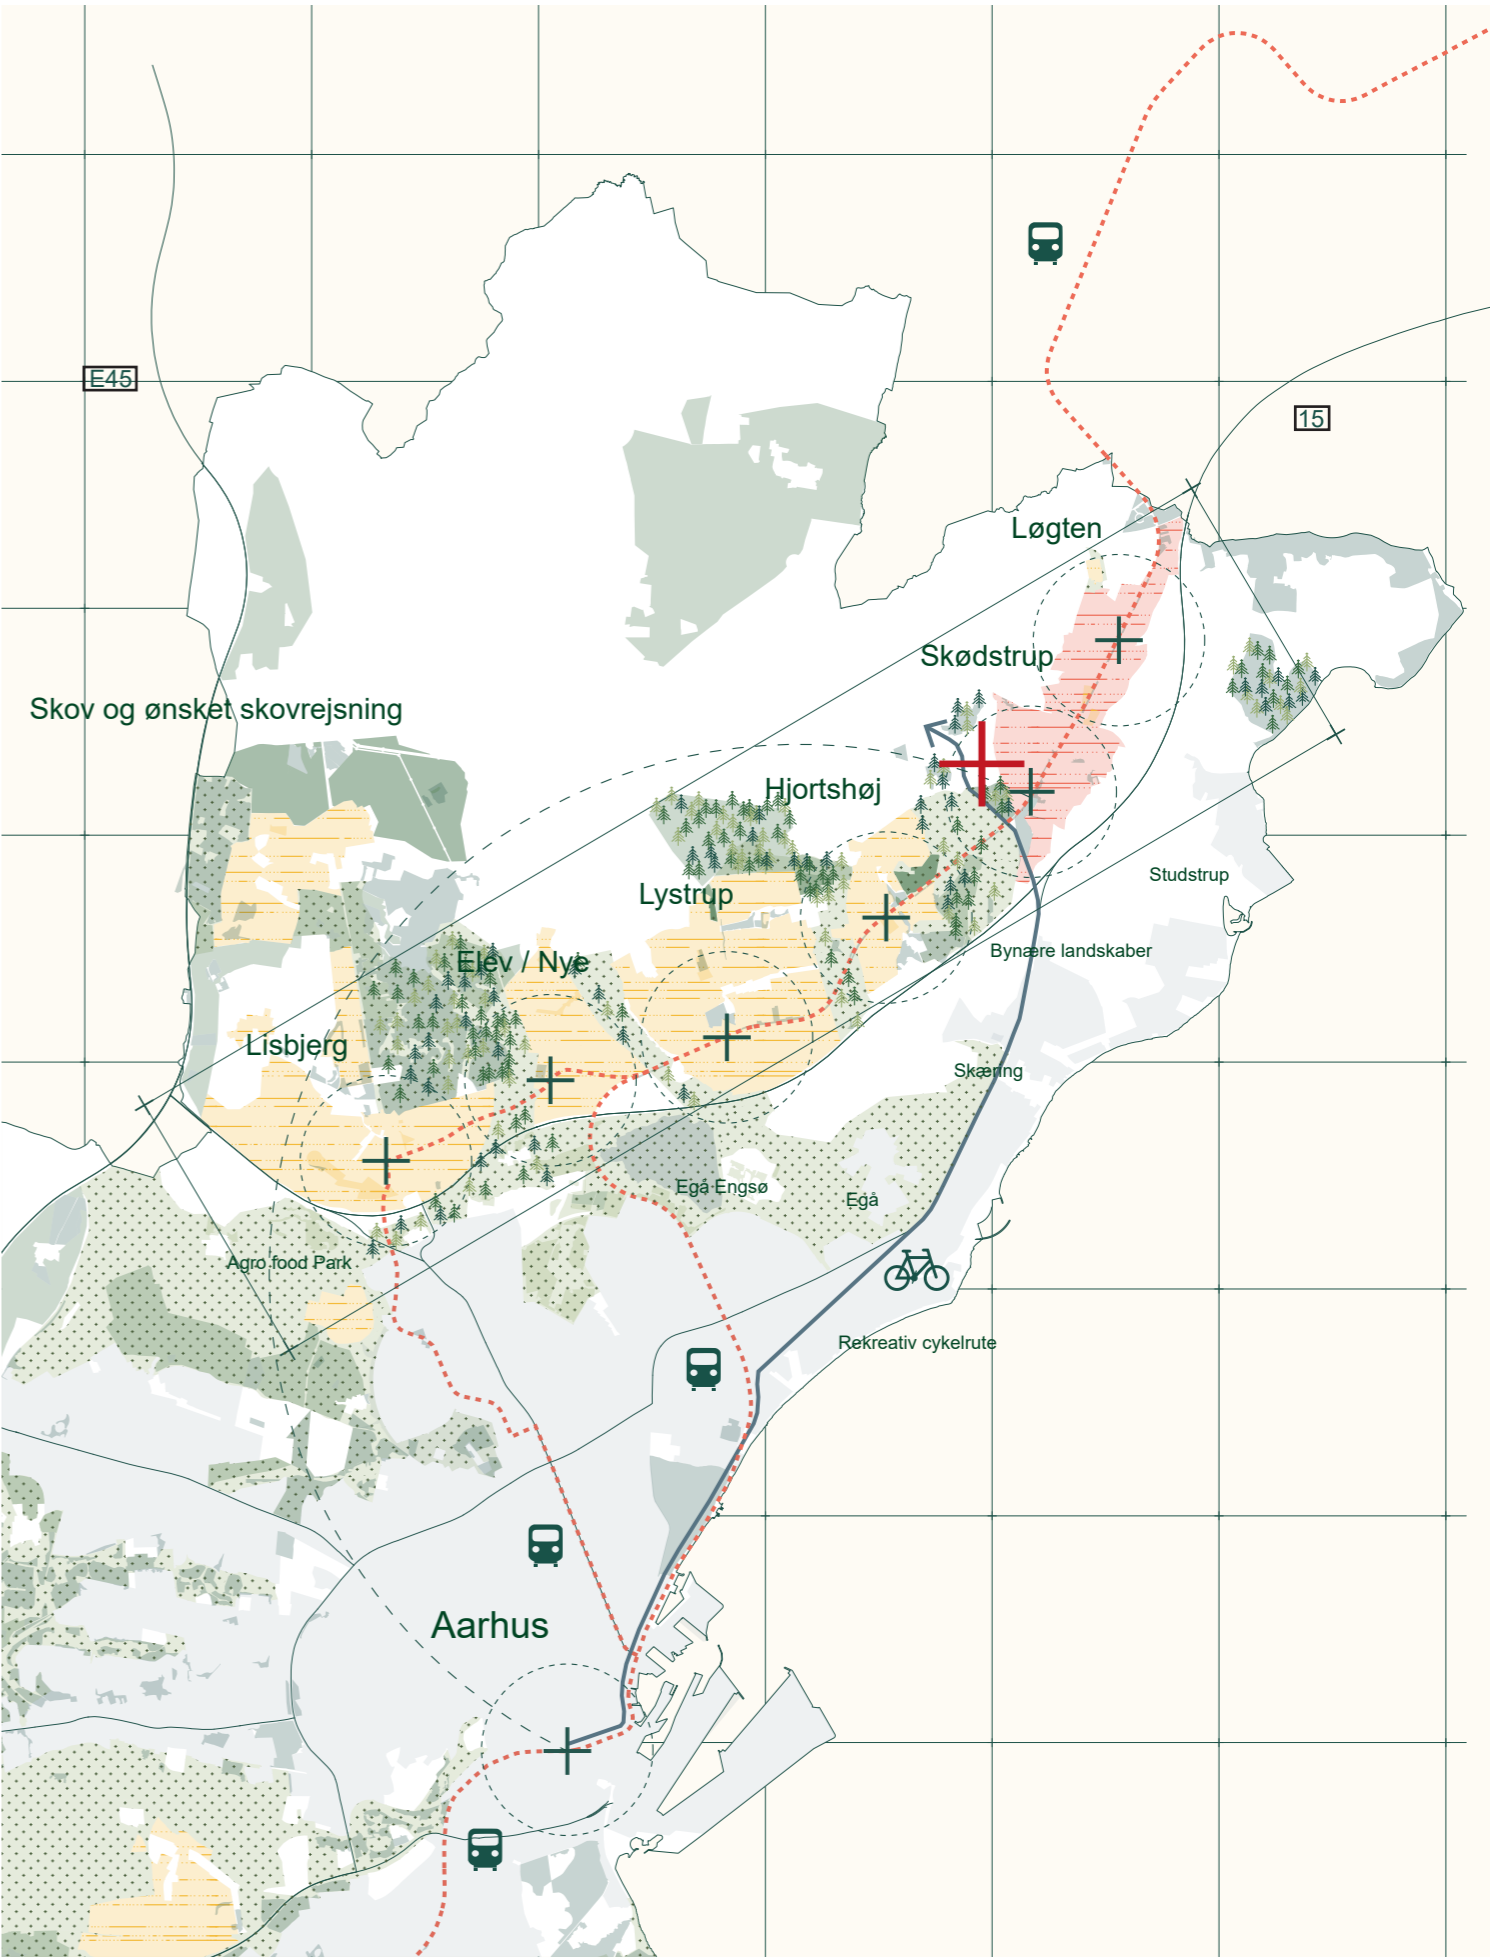 E45
15
Løgten
Skødstrup
Skov og ønsket skovrejsning
Hjortshøj
Lystrup
Studstrup
Bynære landskaber
Elev / Nye
Lisbjerg
Skæring
Egå Engsø
Egå
Agro food Park
Rekreativ cykelrute
Aarhus